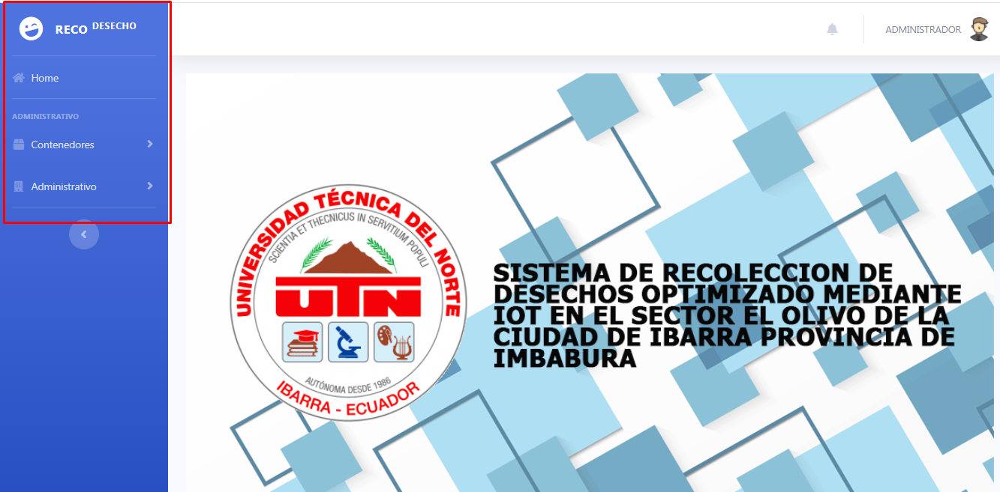 RECO DESECHO
ADMINISTRADOR
Home
ADMINISTRATIVO
Contenedores
Administrativo
UNIVERSIDAD TÉCNICA DEL NORTE
SCIENTIA ET THECNICUS IN SERVITIUM POPULI
UTN
AUTÓNOMA DESDE 1986
IBARRA - ECUADOR
SISTEMA DE RECOLECCION DE
DESECHOS OPTIMIZADO MEDIANTE
IOT EN EL SECTOR EL OLIVO DE LA
CIUDAD DE IBARRA PROVINCIA DE
IMBABURA